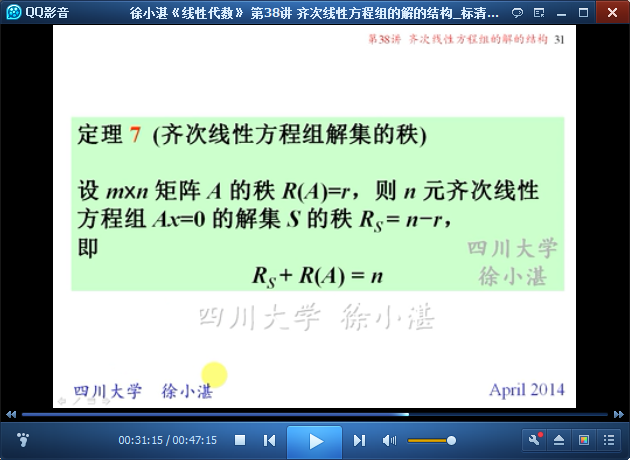 QQ影音
徐小湛《线性代数》 第38讲 齐次线性方程组的解的结构_标清...
第38讲 齐次线性方程组的解的结构 31
定理 7 (齐次线性方程组解集的秩)
设 m×n 矩阵 A 的秩 R(A)=r，则 n 元齐次线性
方程组 Ax=0 的解集 S 的秩 R_S = n−r，
即
R_S + R(A) = n
四川大学
徐小湛
四川大学 徐小湛
四川大学 徐小湛
April 2014
00:31:15 / 00:47:15